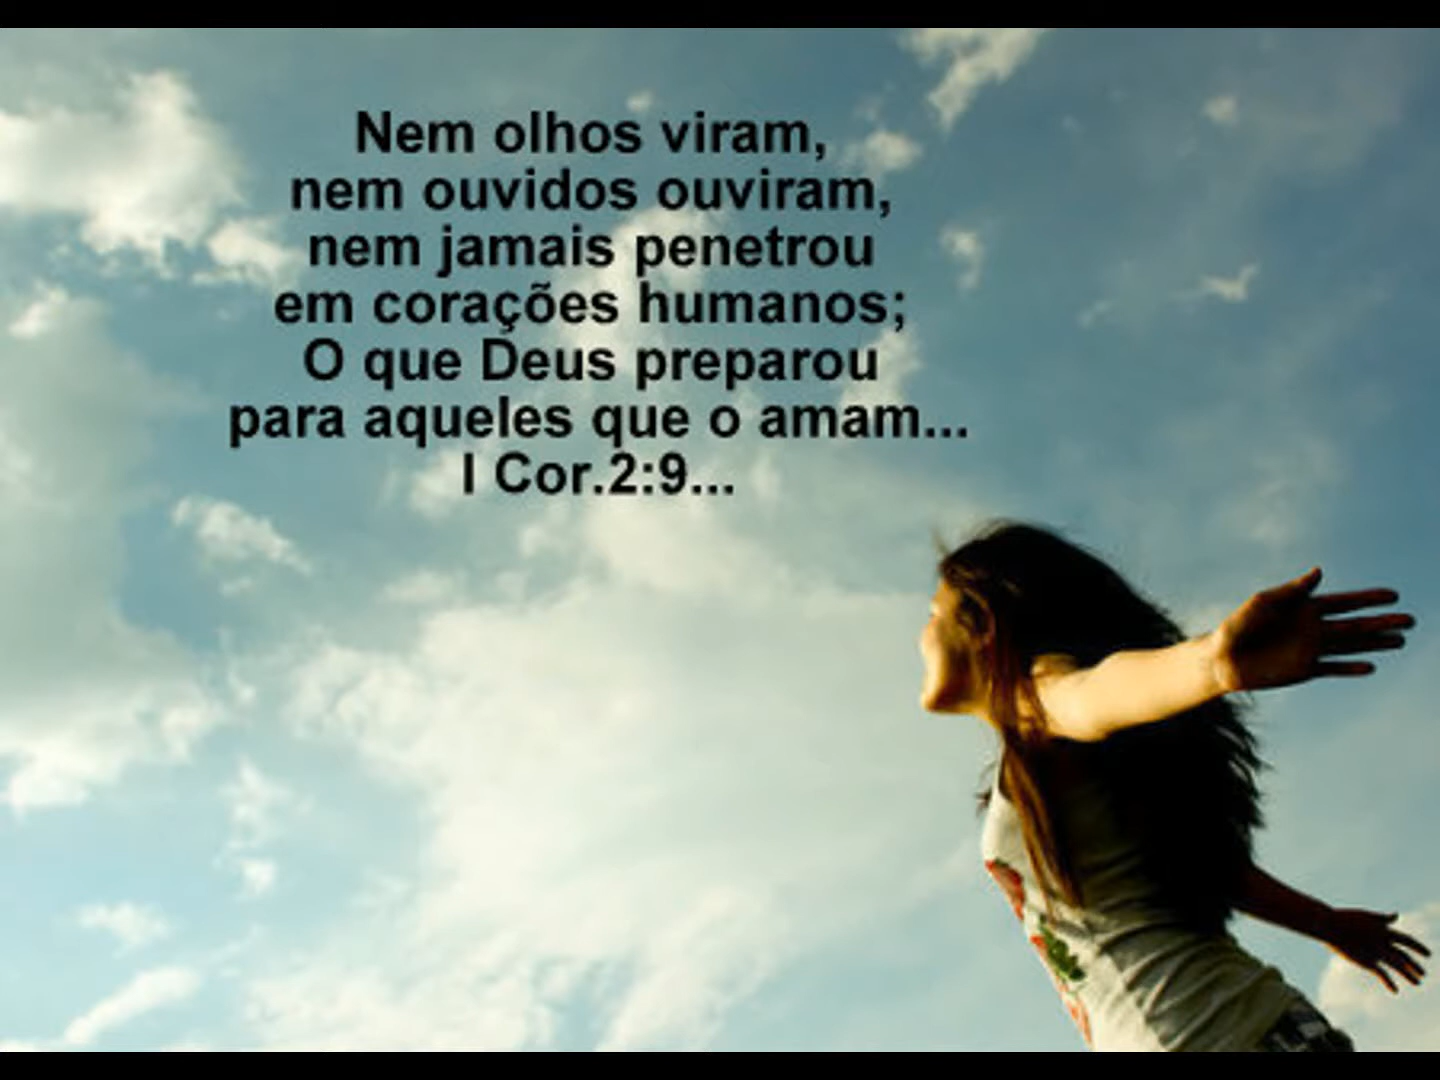 Nem olhos viram,
nem ouvidos ouviram,
nem jamais penetrou
em corações humanos;
O que Deus preparou
para aqueles que o amam...
I Cor.2:9...